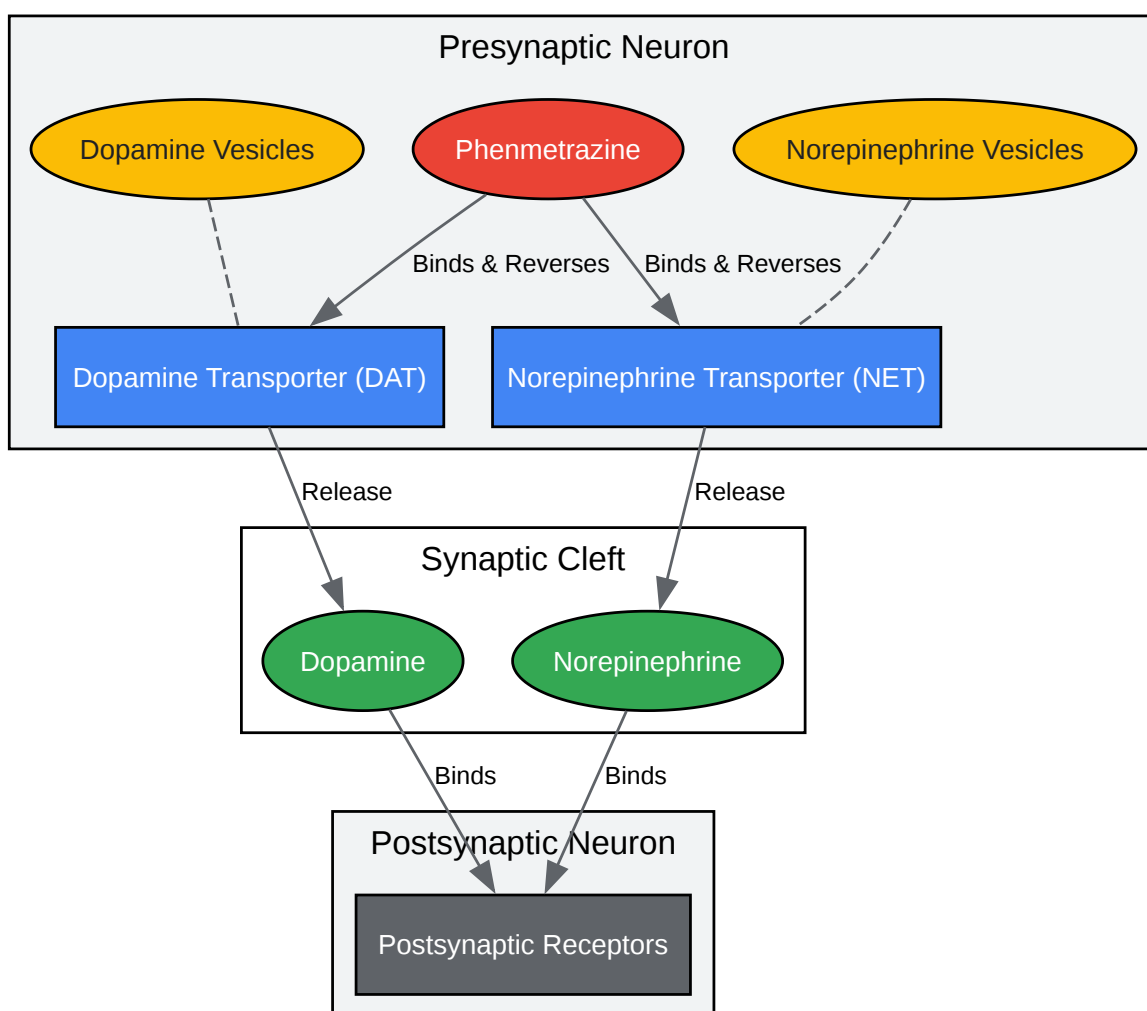 Presynaptic Neuron
Dopamine Vesicles
Phenmetrazine
Norepinephrine Vesicles
Binds & Reverses
Binds & Reverses
Dopamine Transporter (DAT)
Norepinephrine Transporter (NET)
Release
Release
Synaptic Cleft
Dopamine
Norepinephrine
Binds
Binds
Postsynaptic Neuron
Postsynaptic Receptors